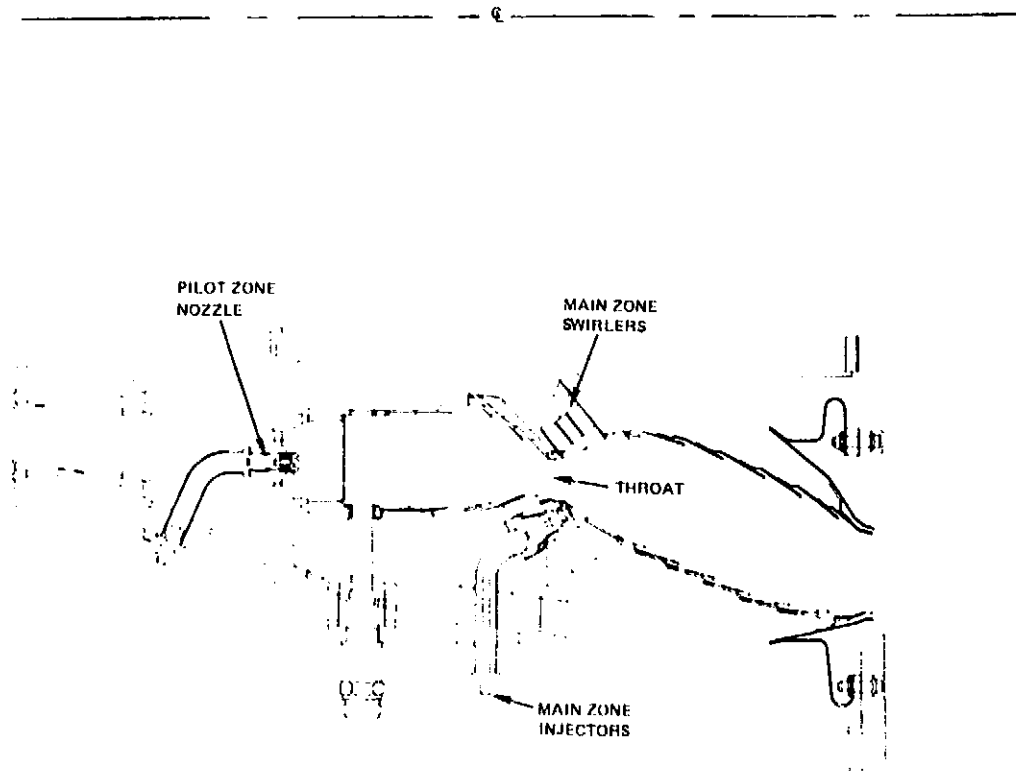 ℄
PILOT ZONE
NOZZLE
MAIN ZONE
SWIRLERS
THROAT
MAIN ZONE
INJECTORS